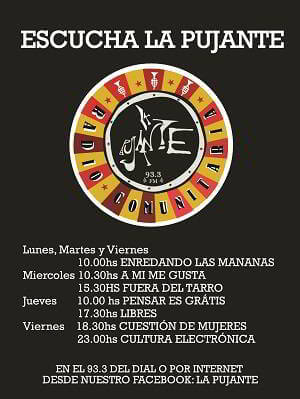 ESCUCHA LA PUJANTE
RADIO COMUNITARIA
LA PUJANTE
93.3
FM
Lunes, Martes y Viernes
10.00hs ENREDANDO LAS MANANAS
Miercoles 10.30hs A MI ME GUSTA
15.30HS FUERA DEL TARRO
Jueves 10.00 hs PENSAR ES GRÁTIS
17.30hs LIBRES
Viernes 18.30hs CUESTIÓN DE MUJERES
23.00hs CULTURA ELECTRÓNICA
EN EL 93.3 DEL DIAL O POR INTERNET
DESDE NUESTRO FACEBOOK: LA PUJANTE